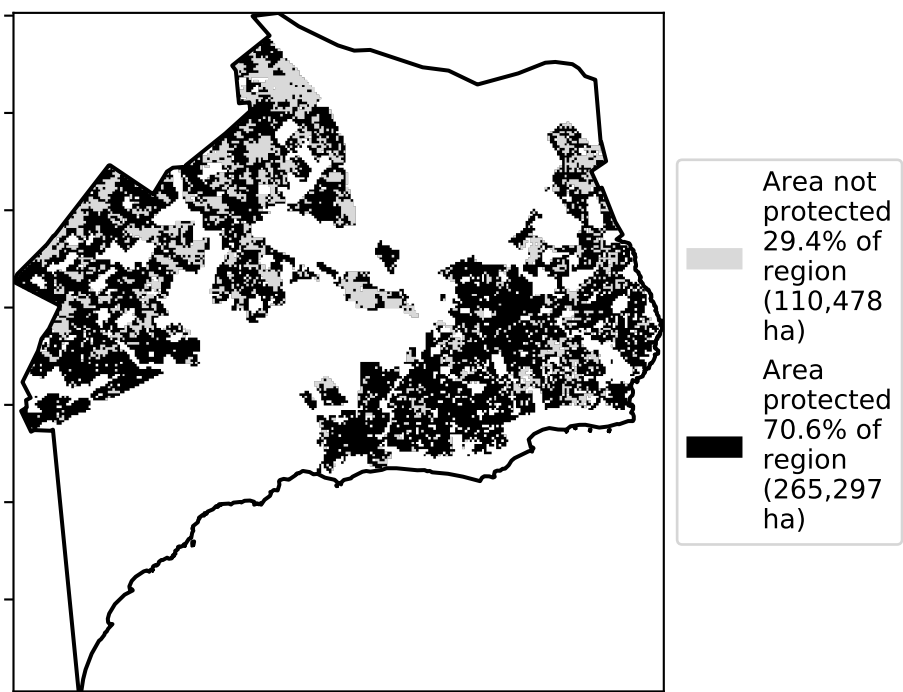 Area not
protected
29.4% of
region
(110,478
ha)
Area
protected
70.6% of
region
(265,297
ha)